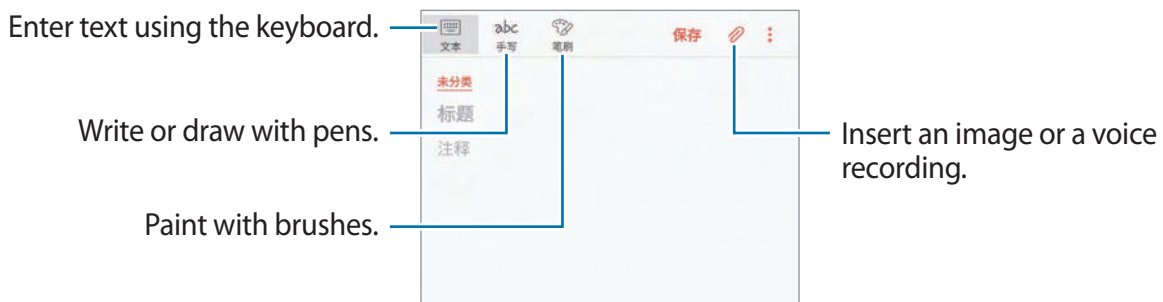 Enter text using the keyboard.
abc
文本
手写
笔刷
保存
未分类
标题
Write or draw with pens.
注释
Insert an image or a voice
recording.
Paint with brushes.